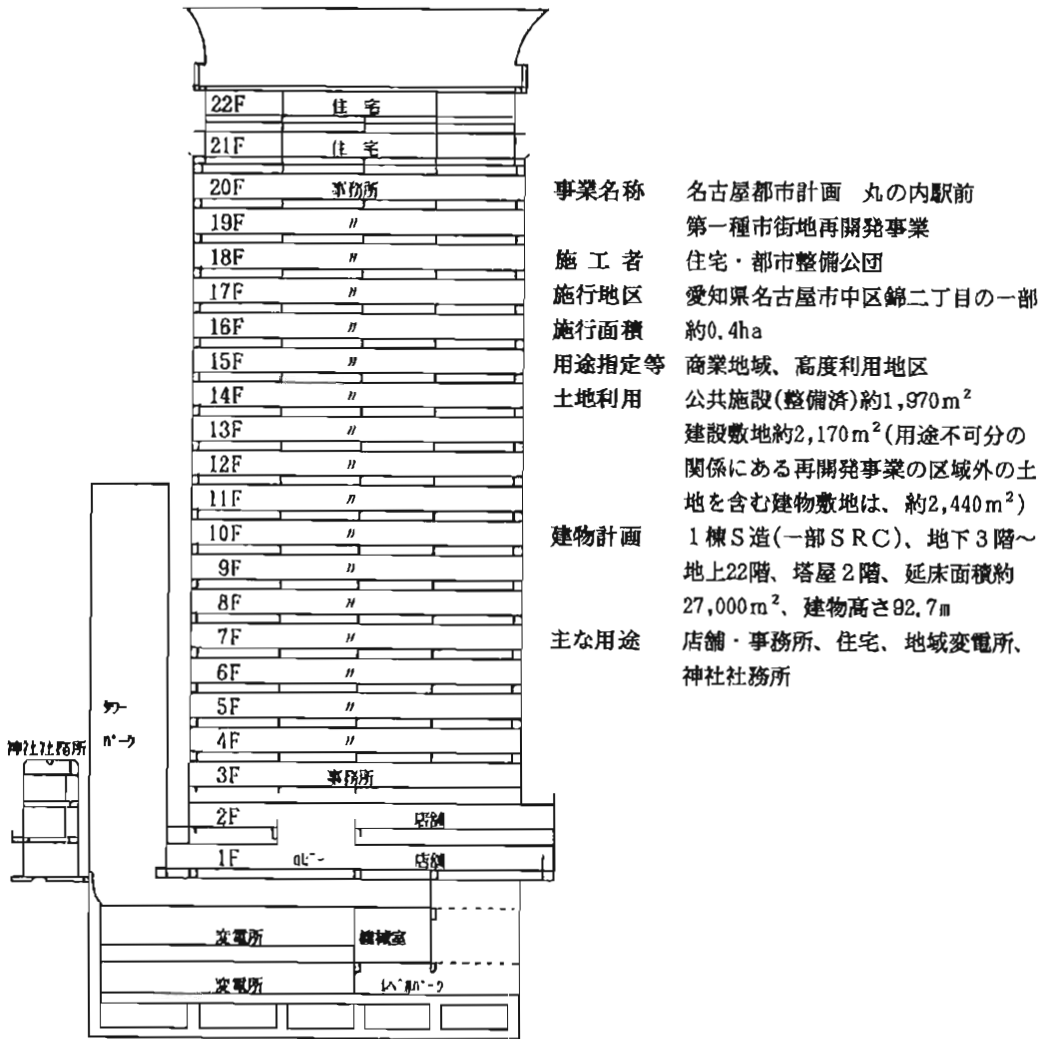 22F 住宅
21F 住宅
20F 事務所
19F 〃
18F 〃
17F 〃
16F 〃
15F 〃
14F 〃
13F 〃
12F 〃
11F 〃
10F 〃
9F 〃
8F 〃
7F 〃
6F 〃
5F 〃
4F 〃
3F 事務所
2F 店舗
1F ﾛﾋﾞｰ 店舗
ﾀﾜｰ
ﾊﾟｰｸ
神社社務所
変電所 機械室
変電所
事業名称 名古屋都市計画 丸の内駅前
第一種市街地再開発事業
施工者 住宅・都市整備公団
施行地区 愛知県名古屋市中区錦二丁目の一部
施行面積 約0.4ha
用途指定等 商業地域、高度利用地区
土地利用 公共施設(整備済)約1,970m²
建設敷地約2,170m²(用途不可分の
関係にある再開発事業の区域外の土
地を含む建物敷地は、約2,440m²)
建物計画 1棟S造(一部SRC)、地下3階〜
地上22階、塔屋2階、延床面積約
27,000m²、建物高さ92.7m
主な用途 店舗・事務所、住宅、地域変電所、
神社社務所